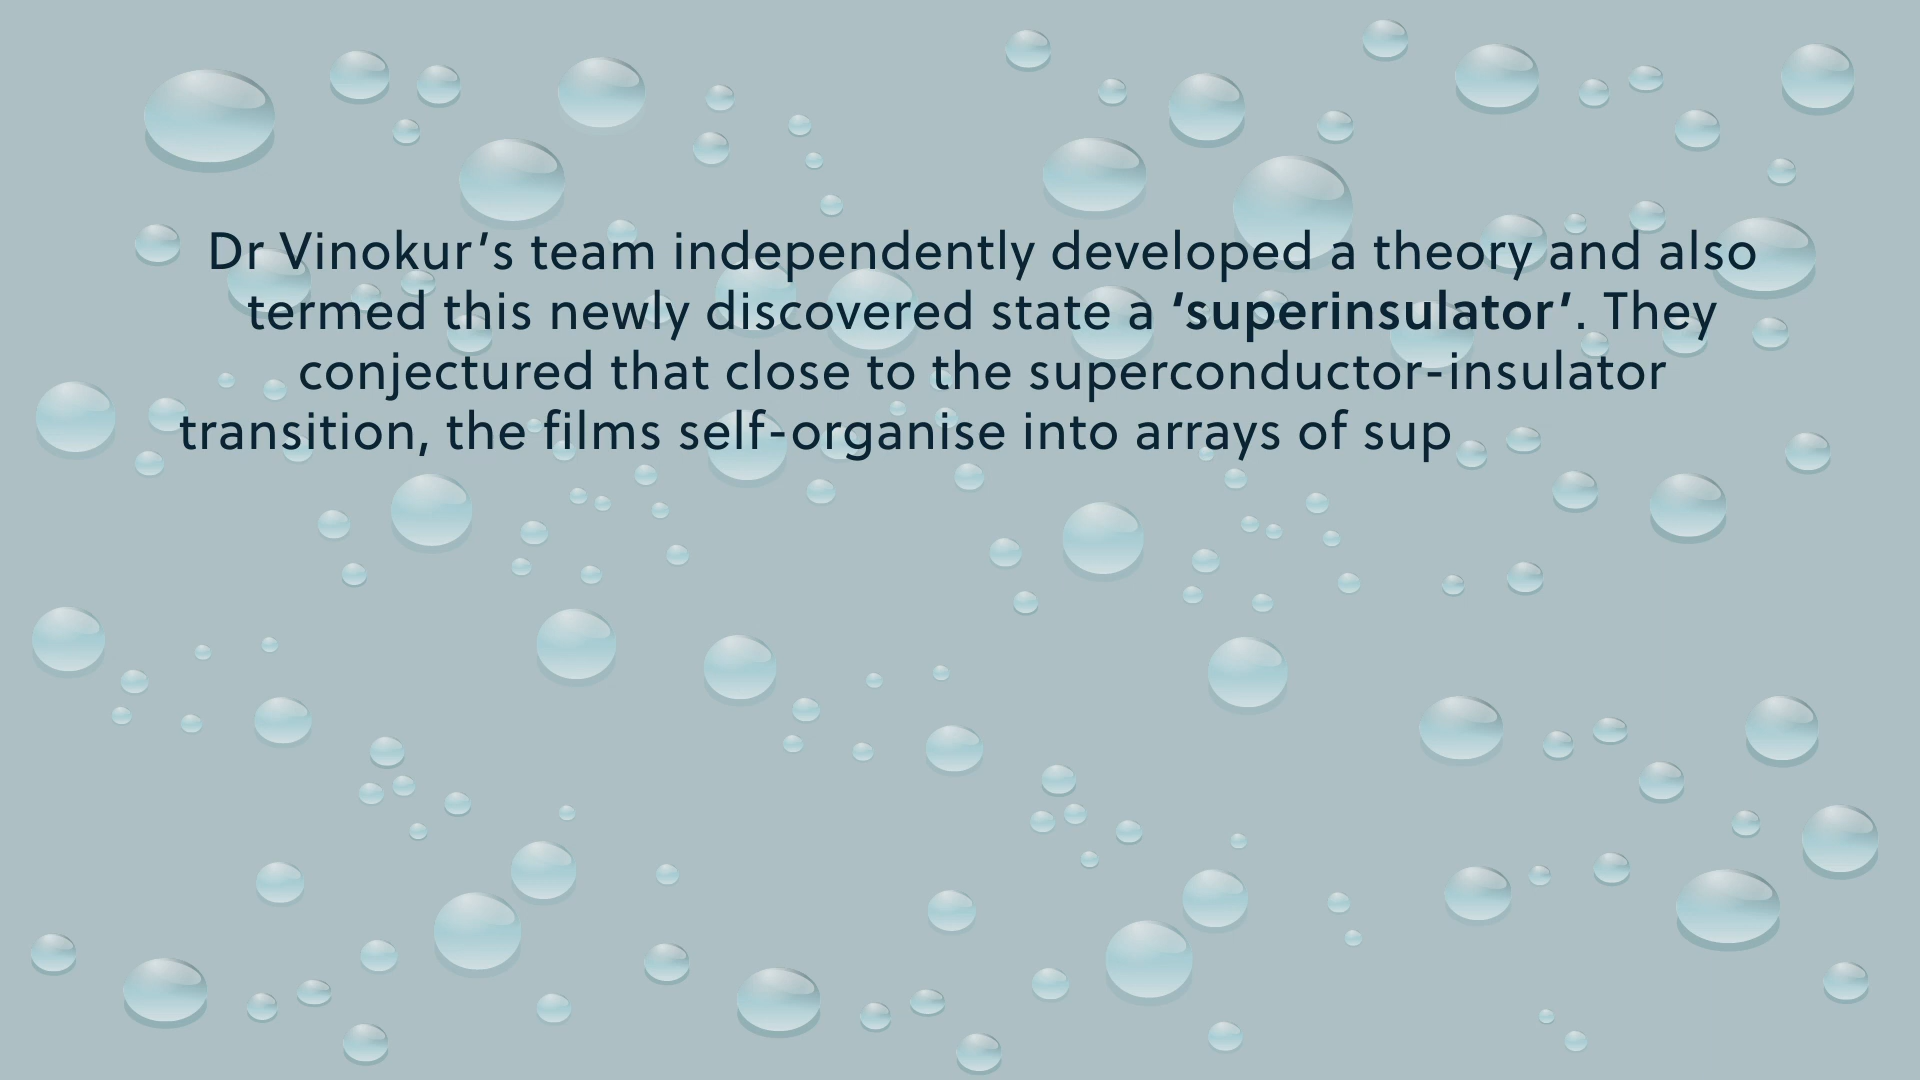 Dr Vinokur’s team independently developed a theory and also
termed this newly discovered state a ‘superinsulator’. They
conjectured that close to the superconductor-insulator
transition, the films self-organise into arrays of sup